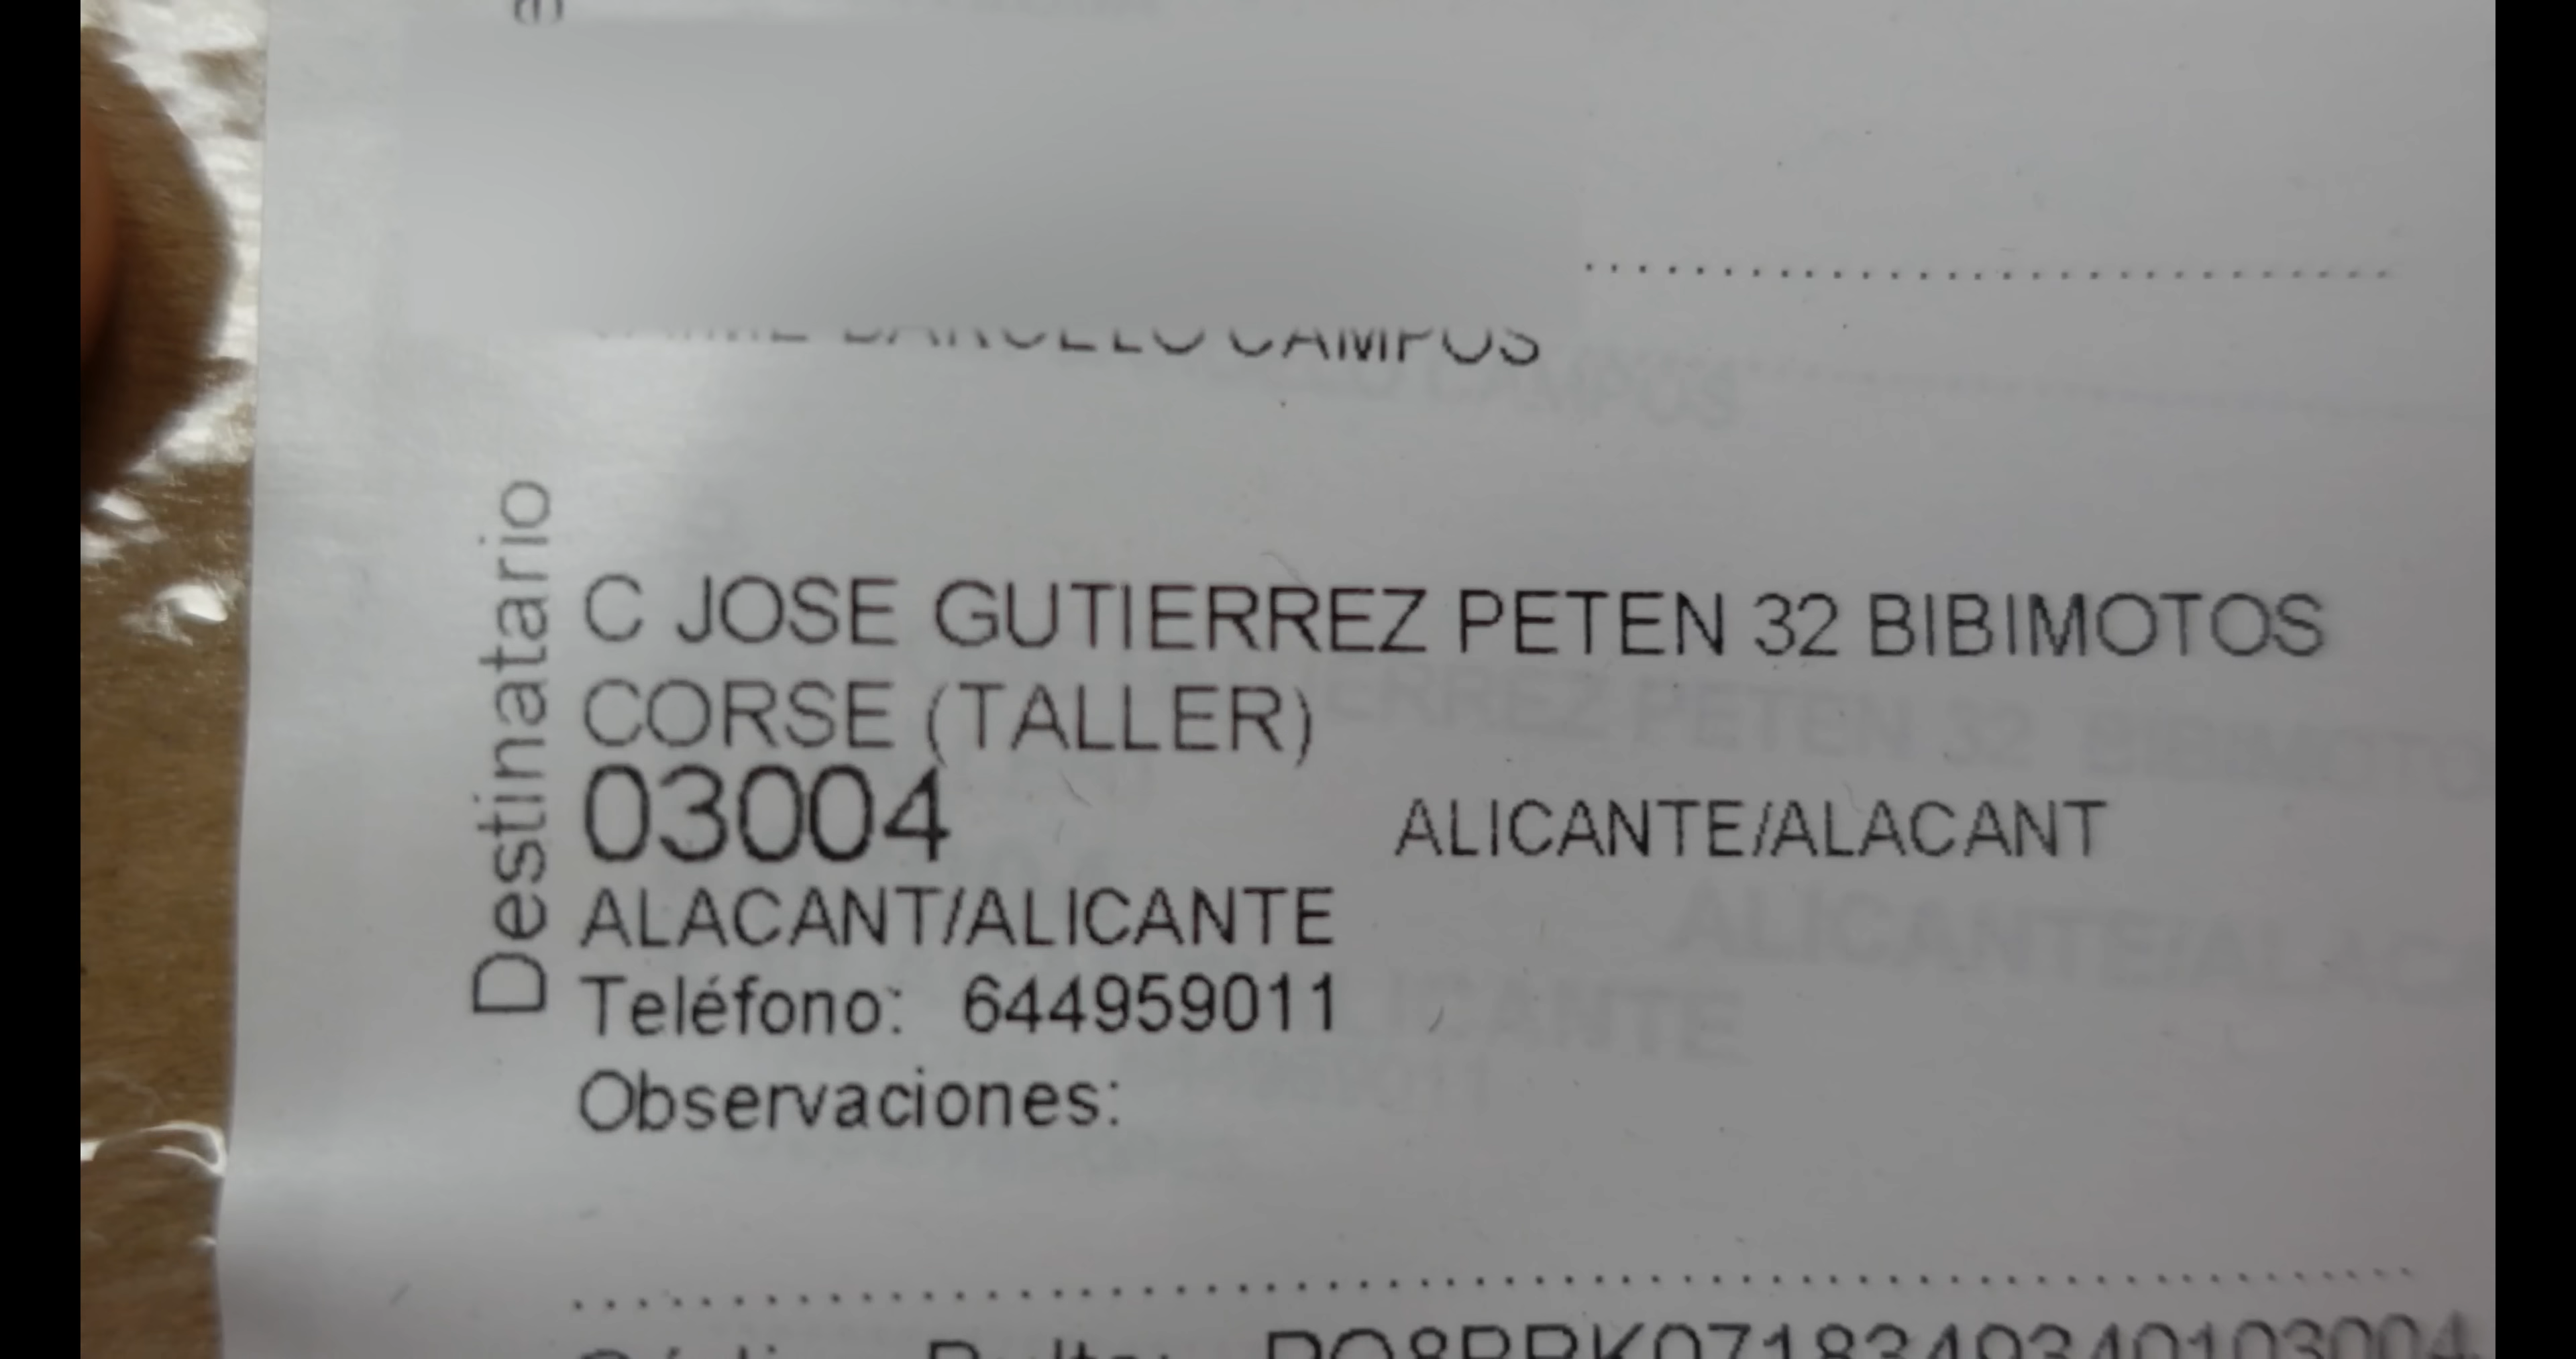 CAMPOS
Destinatario
C JOSE GUTIERREZ PETEN 32 BIBIMOTOS
CORSE (TALLER)
03004 ALICANTE/ALACANT
ALACANT/ALICANTE
Teléfono: 644959011
Observaciones: